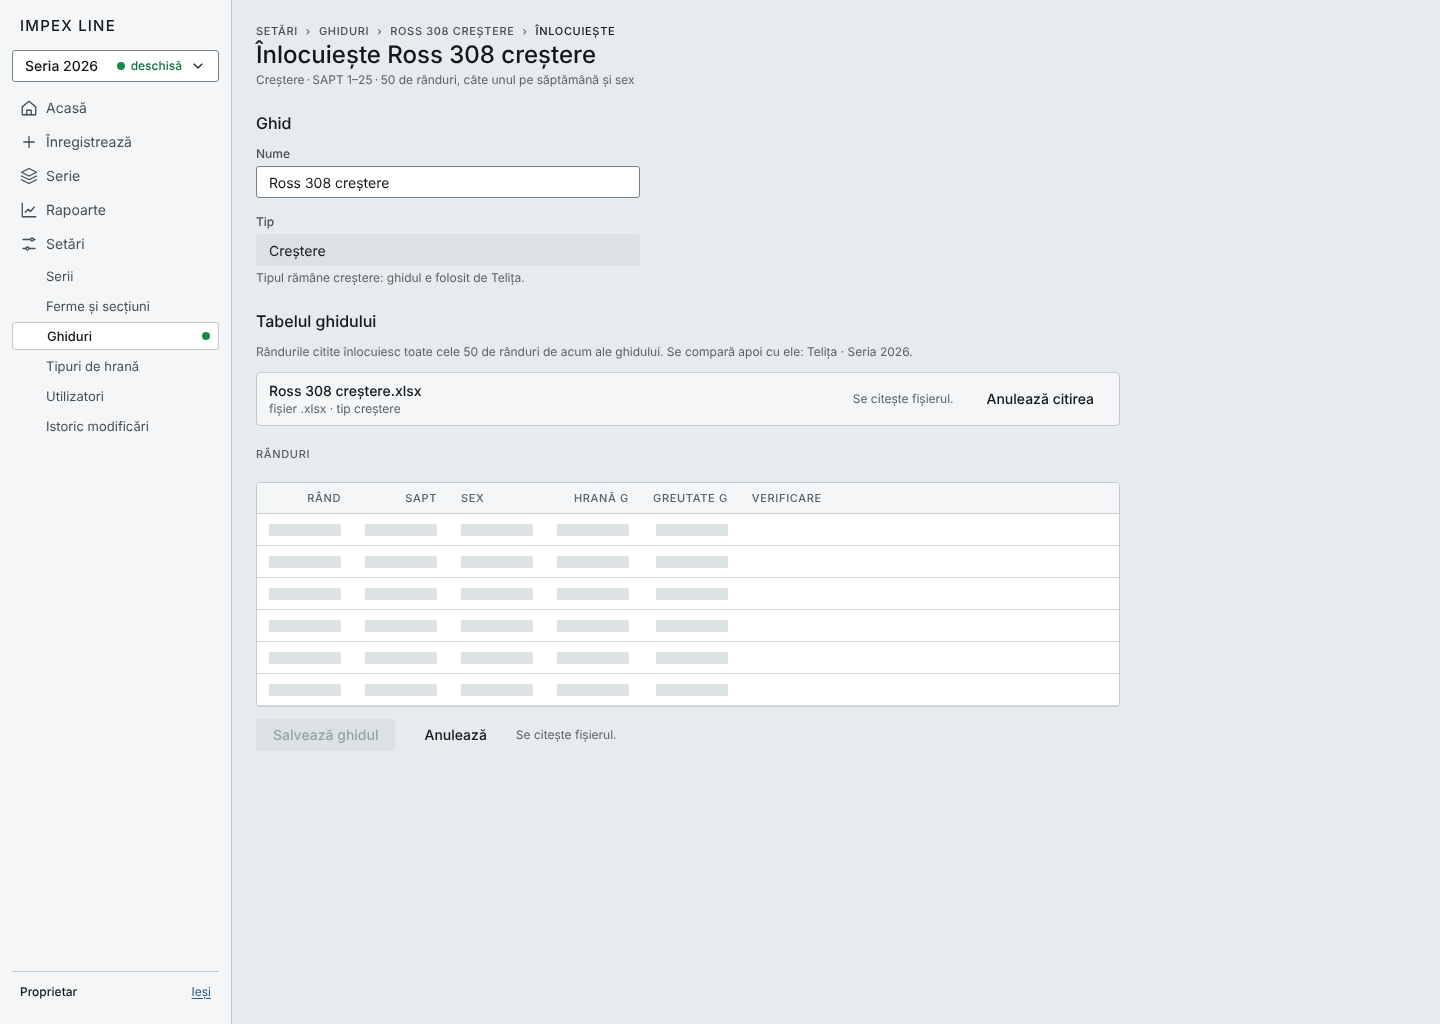 IMPEX LINE
Seria 2026 deschisă
Acasă
Înregistrează
Serie
Rapoarte
Setări
Serii
Ferme și secțiuni
Ghiduri
Tipuri de hrană
Utilizatori
Istoric modificări
Proprietar Ieși
SETĂRI › GHIDURI › ROSS 308 CREȘTERE › ÎNLOCUIEȘTE
Înlocuiește Ross 308 creștere
Creștere · SAPT 1–25 · 50 de rânduri, câte unul pe săptămână și sex
Ghid
Nume
Ross 308 creștere
Tip
Creștere
Tipul rămâne creștere: ghidul e folosit de Telița.
Tabelul ghidului
Rândurile citite înlocuiesc toate cele 50 de rânduri de acum ale ghidului. Se compară apoi cu ele: Telița · Seria 2026.
Ross 308 creștere.xlsx
fișier .xlsx · tip creștere
Se citește fișierul. Anulează citirea
RÂNDURI
RÂND SAPT SEX HRANĂ G GREUTATE G VERIFICARE
Salvează ghidul Anulează Se citește fișierul.